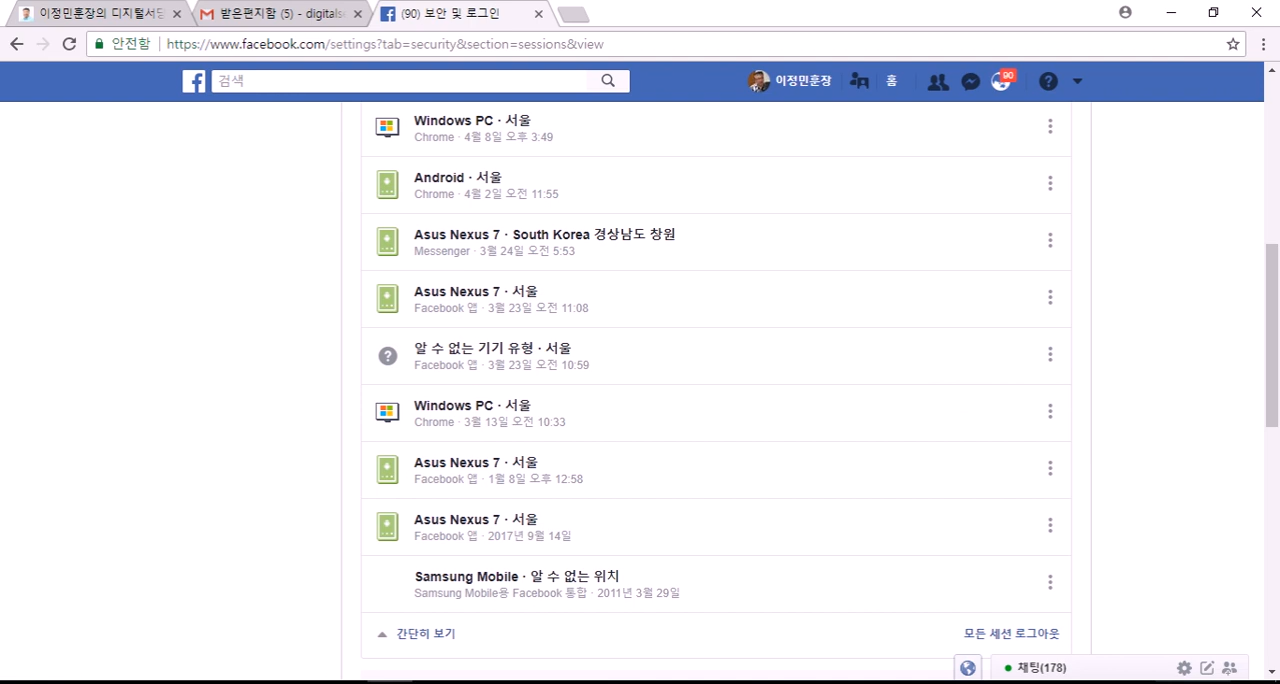 이정민훈장의 디지털서당
받은편지함 (5) - digitalse
(90) 보안 및 로그인
안전함 https://www.facebook.com/settings?tab=security&section=sessions&view
검색
이정민훈장
홈
90
Windows PC · 서울
Chrome · 4월 8일 오후 3:49
Android · 서울
Chrome · 4월 2일 오전 11:55
Asus Nexus 7 · South Korea 경상남도 창원
Messenger · 3월 24일 오전 5:53
Asus Nexus 7 · 서울
Facebook 앱 · 3월 23일 오전 11:08
알 수 없는 기기 유형 · 서울
Facebook 앱 · 3월 23일 오전 10:59
Windows PC · 서울
Chrome · 3월 13일 오전 10:33
Asus Nexus 7 · 서울
Facebook 앱 · 1월 8일 오후 12:58
Asus Nexus 7 · 서울
Facebook 앱 · 2017년 9월 14일
Samsung Mobile · 알 수 없는 위치
Samsung Mobile용 Facebook 통합 · 2011년 3월 29일
간단히 보기
모든 세션 로그아웃
채팅(178)